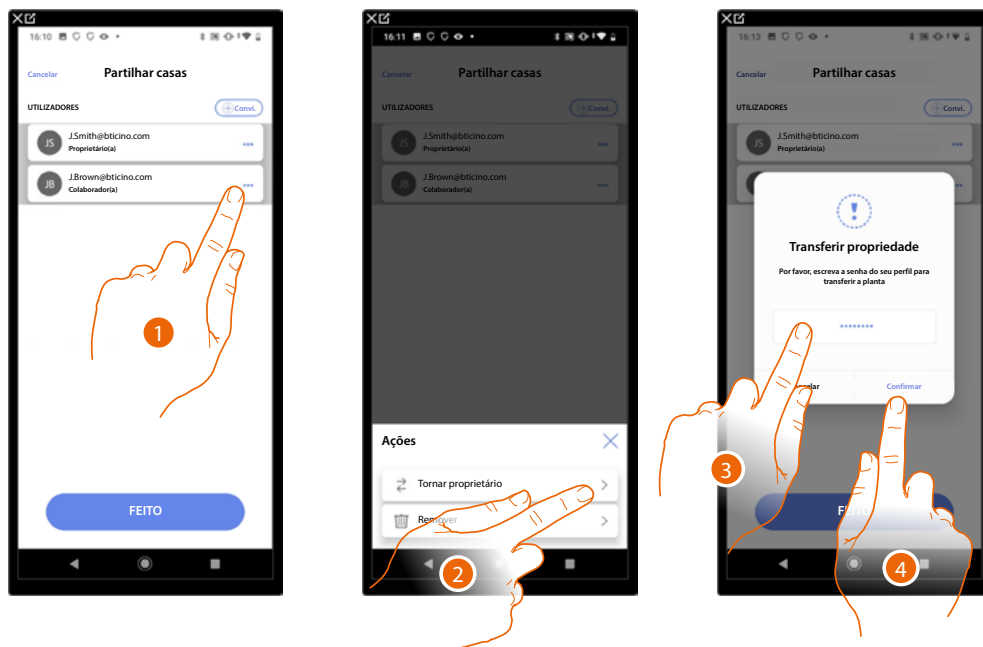 16:10
Cancelar
Partilhar casas
UTILIZADORES
Convi.
JS
J.Smith@bticino.com
Proprietário(a)
JB
J.Brown@bticino.com
Colaborador(a)
1
FEITO
16:11
Cancelar
Partilhar casas
UTILIZADORES
Convi.
JS
J.Smith@bticino.com
Proprietário(a)
JB
J.Brown@bticino.com
Colaborador(a)
Ações
Tornar proprietário
Remover
2
16:13
Cancelar
Partilhar casas
UTILIZADORES
Convi.
JS
J.Smith@bticino.com
Proprietário(a)
Transferir propriedade
Por favor, escreva a senha do seu perfil para
transferir a planta
********
Confirmar
3
FEITO
4